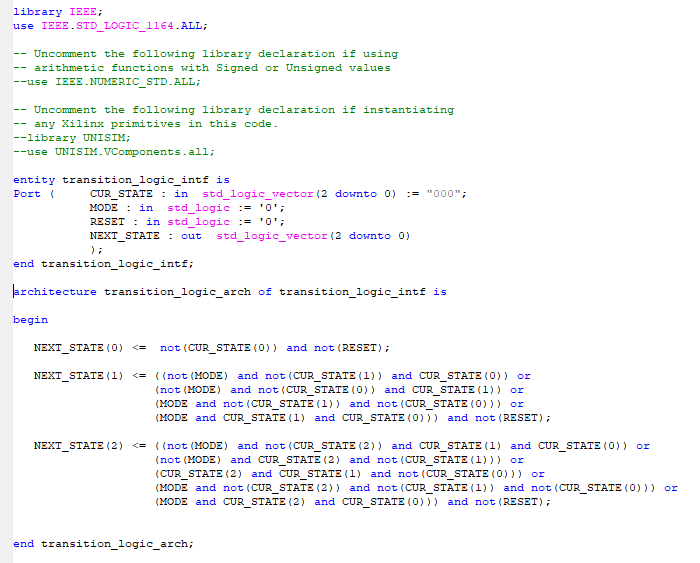 library IEEE;
use IEEE.STD_LOGIC_1164.ALL;
-- Uncomment the following library declaration if using
-- arithmetic functions with Signed or Unsigned values
--use IEEE.NUMERIC_STD.ALL;
-- Uncomment the following library declaration if instantiating
-- any Xilinx primitives in this code.
--library UNISIM;
--use UNISIM.VComponents.all;
entity transition_logic_intf is
Port (     CUR_STATE : in  std_logic_vector(2 downto 0) := "000";
MODE : in  std_logic := '0';
RESET : in std_logic := '0';
NEXT_STATE : out  std_logic_vector(2 downto 0)
);
end transition_logic_intf;
architecture transition_logic_arch of transition_logic_intf is
begin
NEXT_STATE(0) <=  not(CUR_STATE(0)) and not(RESET);
NEXT_STATE(1) <= ((not(MODE) and not(CUR_STATE(1)) and CUR_STATE(0)) or
(not(MODE) and not(CUR_STATE(0)) and CUR_STATE(1)) or
(MODE and not(CUR_STATE(1)) and not(CUR_STATE(0))) or
(MODE and CUR_STATE(1) and CUR_STATE(0))) and not(RESET);
NEXT_STATE(2) <= ((not(MODE) and not(CUR_STATE(2)) and CUR_STATE(1) and CUR_STATE(0)) or
(not(MODE) and CUR_STATE(2) and not(CUR_STATE(1))) or
(CUR_STATE(2) and CUR_STATE(1) and not(CUR_STATE(0))) or
(MODE and not(CUR_STATE(2)) and not(CUR_STATE(1)) and not(CUR_STATE(0))) or
(MODE and CUR_STATE(2) and CUR_STATE(0))) and not(RESET);
end transition_logic_arch;